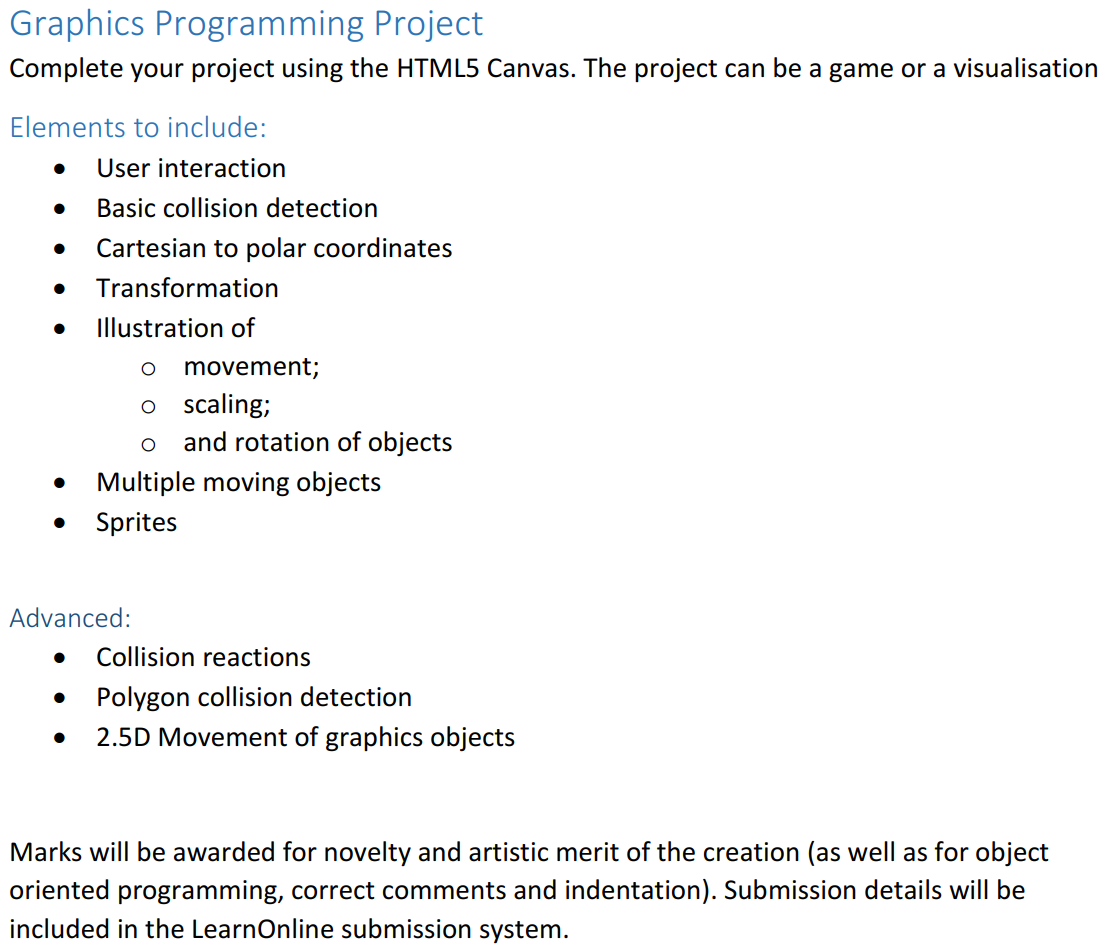 Graphics Programming Project
Complete your project using the HTML5 Canvas. The project can be a game or a visualisation
Elements to include:
• User interaction
• Basic collision detection
• Cartesian to polar coordinates
• Transformation
• Illustration of
o movement;
o scaling;
o and rotation of objects
• Multiple moving objects
• Sprites
Advanced:
• Collision reactions
• Polygon collision detection
• 2.5D Movement of graphics objects
Marks will be awarded for novelty and artistic merit of the creation (as well as for object
oriented programming, correct comments and indentation). Submission details will be
included in the LearnOnline submission system.